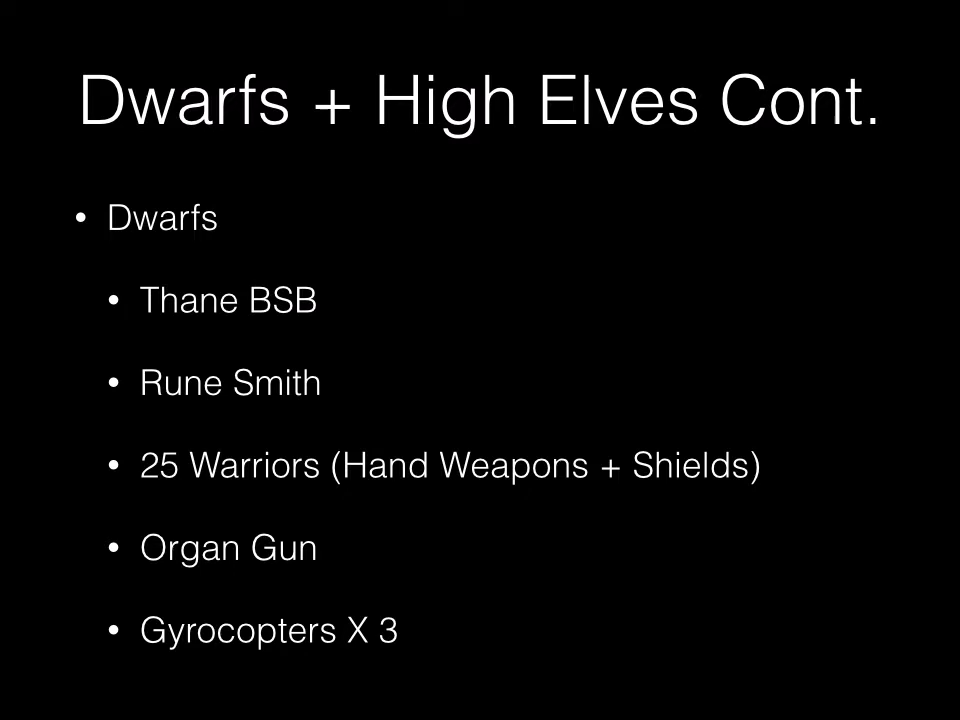 Dwarfs + High Elves Cont.
• Dwarfs
• Thane BSB
• Rune Smith
• 25 Warriors (Hand Weapons + Shields)
• Organ Gun
• Gyrocopters X 3